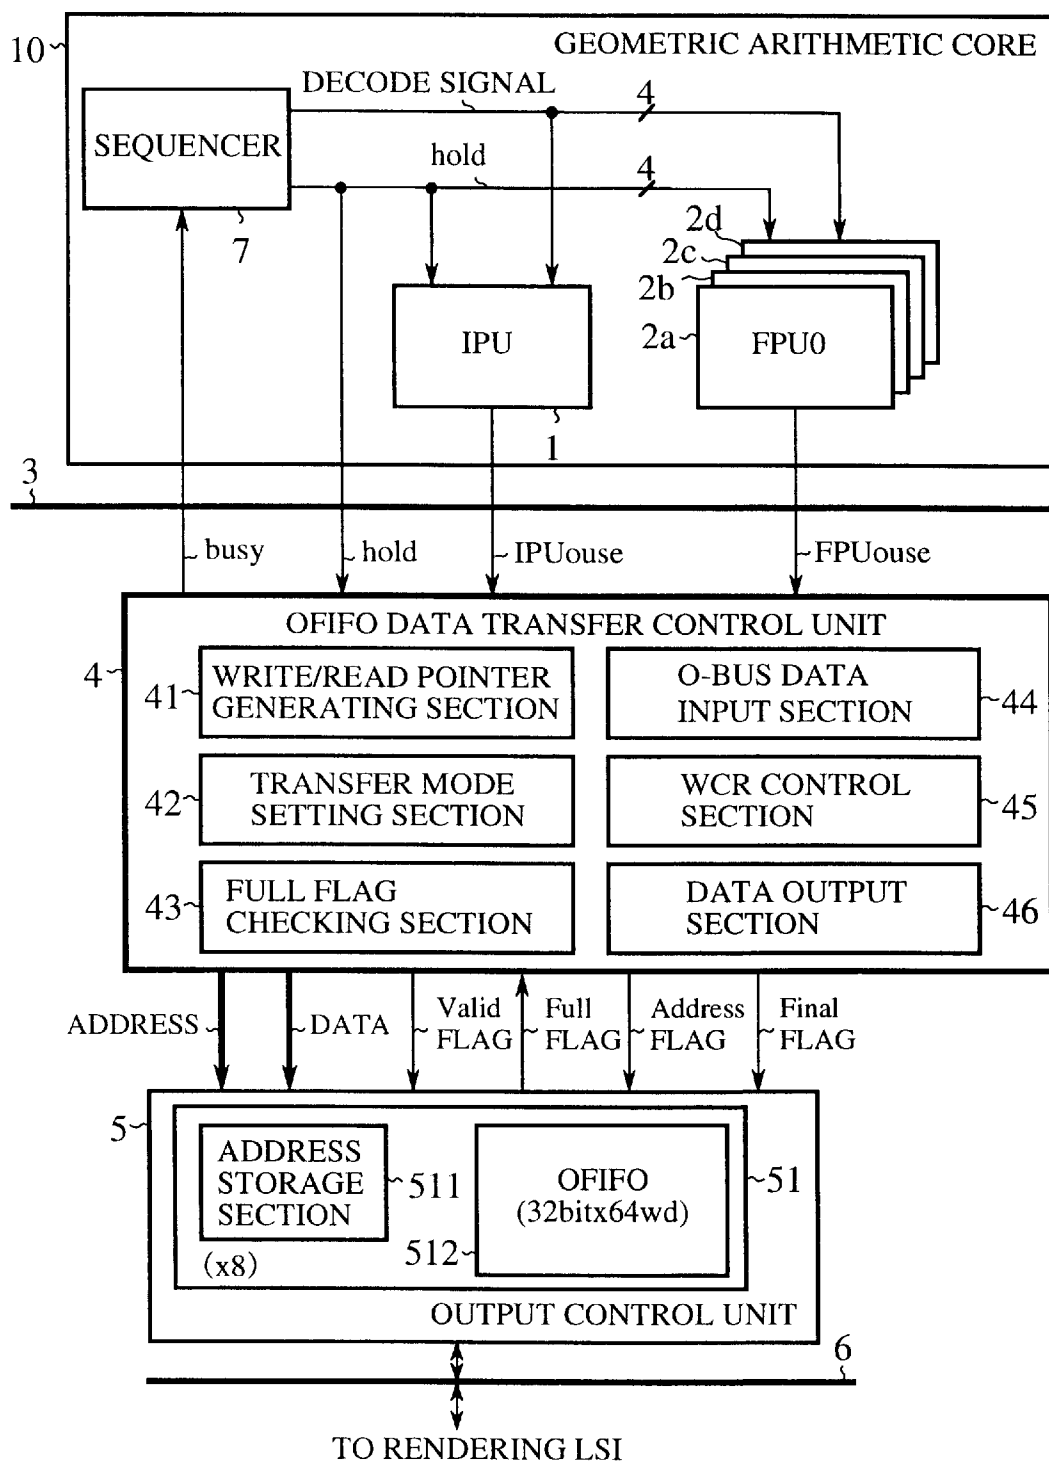 10
GEOMETRIC ARITHMETIC CORE
DECODE SIGNAL
4
SEQUENCER
hold
4
7
2d
2c
2b
2a
IPU
FPU0
1
3
busy
hold
IPUouse
FPUouse
OFIFO DATA TRANSFER CONTROL UNIT
4
41
WRITE/READ POINTER
GENERATING SECTION
O-BUS DATA
INPUT SECTION
44
42
TRANSFER MODE
SETTING SECTION
WCR CONTROL
SECTION
45
43
FULL FLAG
CHECKING SECTION
DATA OUTPUT
SECTION
46
ADDRESS
DATA
Valid
FLAG
Full
FLAG
Address
FLAG
Final
FLAG
5
ADDRESS
STORAGE
SECTION
511
(x8)
OFIFO
(32bitx64wd)
512
51
OUTPUT CONTROL UNIT
6
TO RENDERING LSI